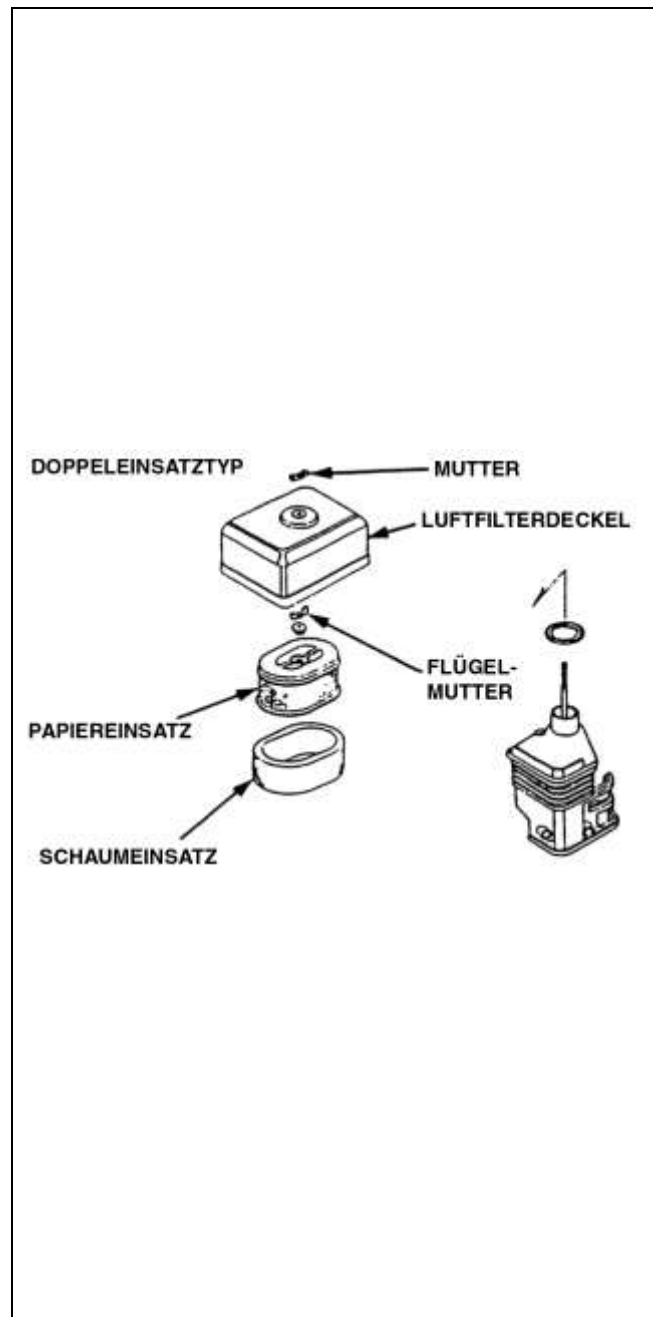 DOPPELEINSATZTYP
MUTTER
LUFTFILTERDECKEL
FLÜGEL-
MUTTER
PAPIEREINSATZ
SCHAUMEINSATZ